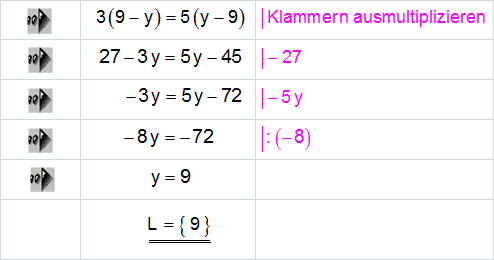 3(9 – y) = 5(y – 9) |Klammern ausmultiplizieren
27 – 3y = 5y – 45 |– 27
–3y = 5y – 72 |– 5y
–8y = –72 |: (–8)
y = 9
L = { 9 }